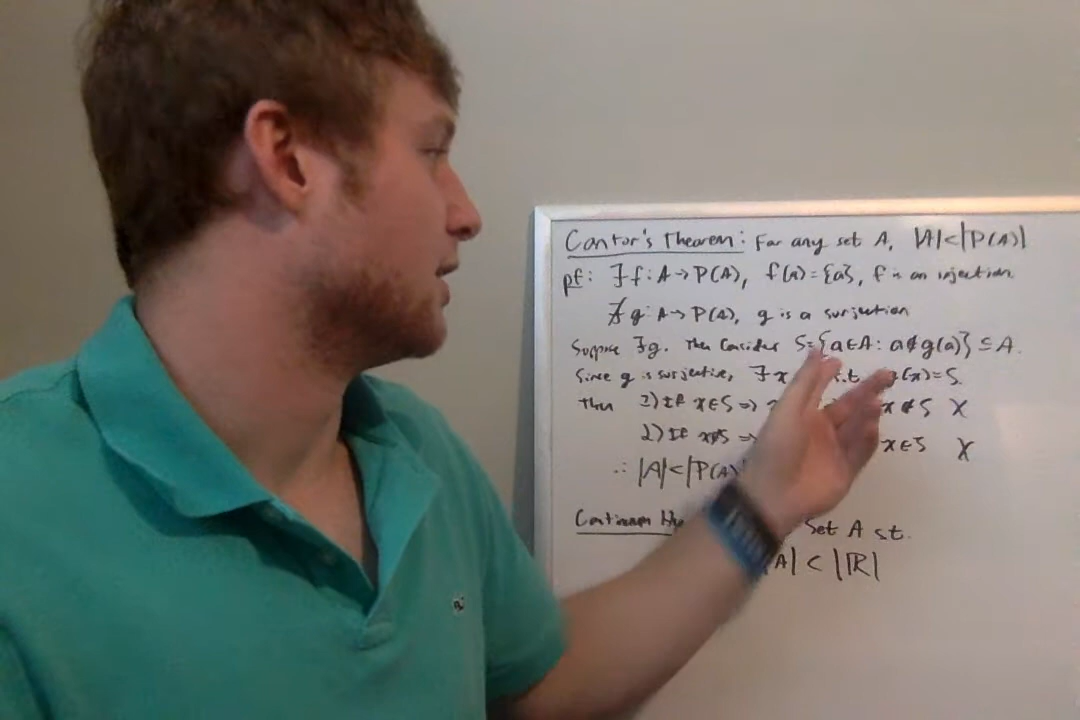 Cantor's Theorem: For any set A, |A|<|P(A)|
pf: ∃ f: A→P(A), f(a)={a}, f is an injection
∄ g: A→P(A), g is a surjection
Suppose ∃g. Then Consider S={a∈A: a∉g(a)} ⊆ A.
Since g is surjective, ∃ x s.t. g(x)=S.
Then 1) If x∈S => x∉S X
2) If x∉S => x∈S X
∴ |A|<|P(A)|
Continuum Set A st.
|A| < |ℝ|